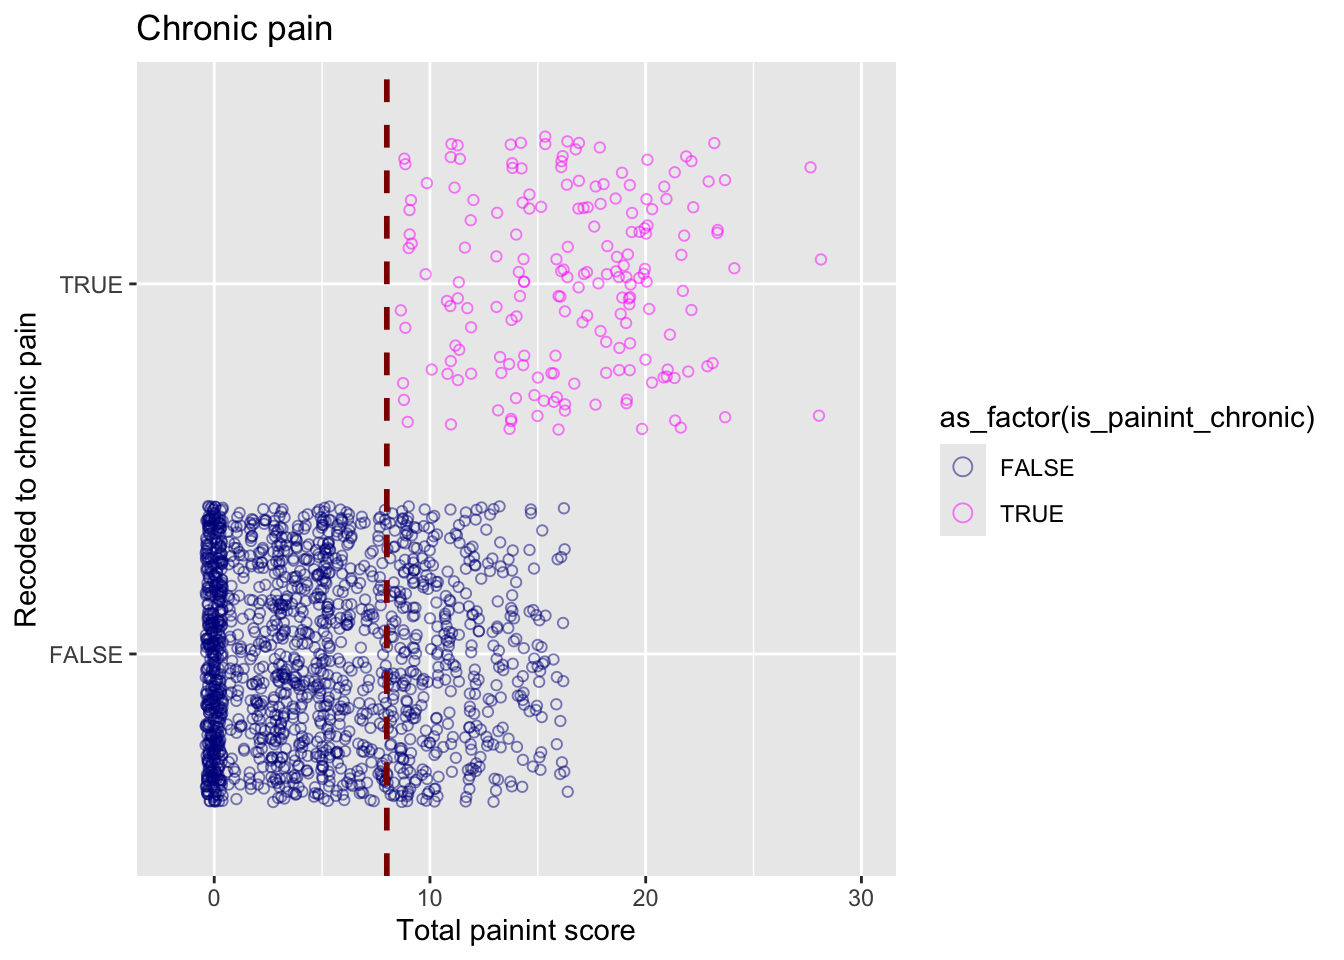 Chronic pain
Recoded to chronic pain
TRUE
FALSE
0 10 20 30
Total painint score
as_factor(is_painint_chronic)
FALSE
TRUE